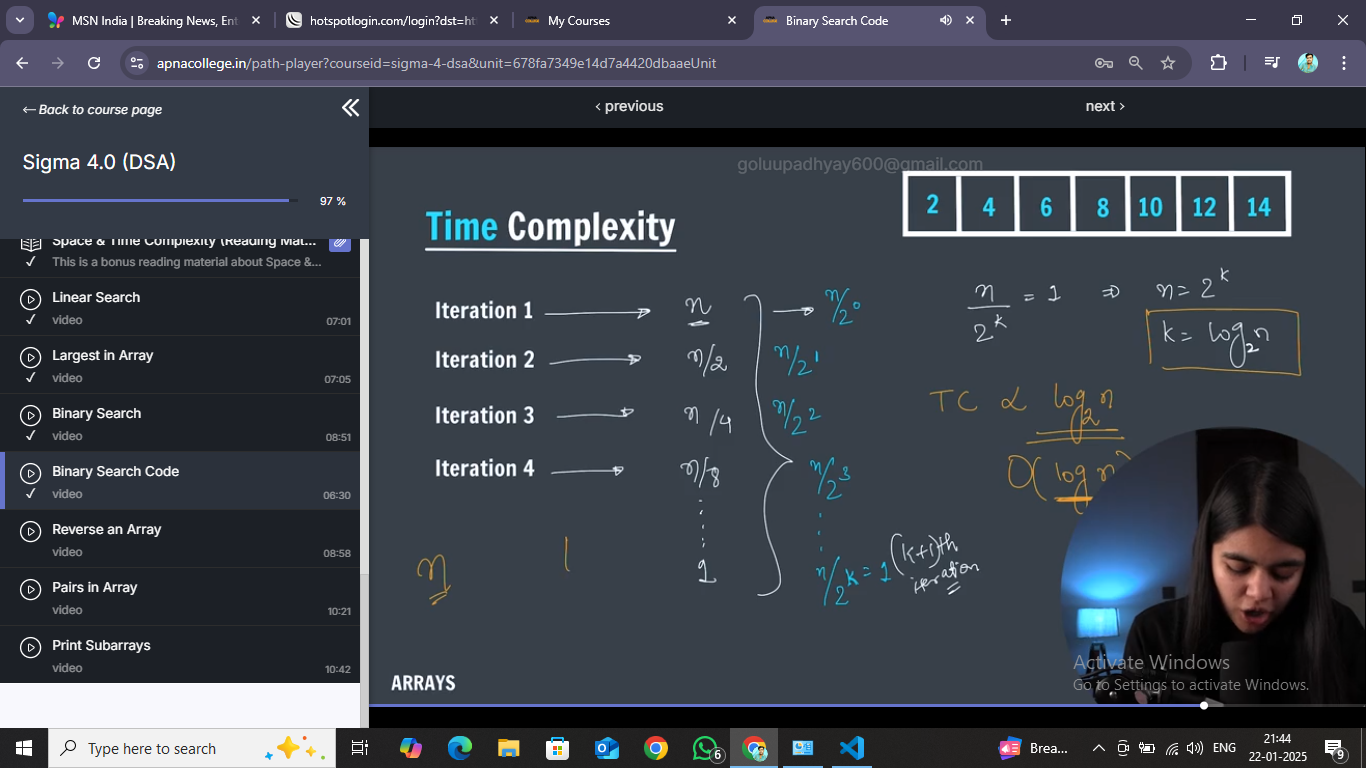 MSN India | Breaking News, Ent
hotspotlogin.com/login?dst=ht
My Courses
Binary Search Code
apnacollege.in/path-player?courseid=sigma-4-dsa&unit=678fa7349e14d7a4420dbaaeUnit
← Back to course page
Sigma 4.0 (DSA)
97 %
Space & Time Complexity (Reading Mat...
This is a bonus reading material about Space &...
Linear Search
video 07:01
Largest in Array
video 07:05
Binary Search
video 08:51
Binary Search Code
video 06:30
Reverse an Array
video 08:58
Pairs in Array
video 10:21
Print Subarrays
video 10:42
‹ previous
next ›
goluupadhyay600@gmail.com
2 4 6 8 10 12 14
Time Complexity
Iteration 1 → n → n/2^0
Iteration 2 → n/2 n/2^1
Iteration 3 → n/4 n/2^2
Iteration 4 → n/8 n/2^3
1 n/2^k = 1 (k+1)th iteration
n/2^k = 1 ⇒ n = 2^k
k = log₂n
TC ∝ log₂n
O(log n)
n
ARRAYS
Activate Windows
Go to Settings to activate Windows.
Type here to search
6
Brea...
ENG
21:44
22-01-2025
9